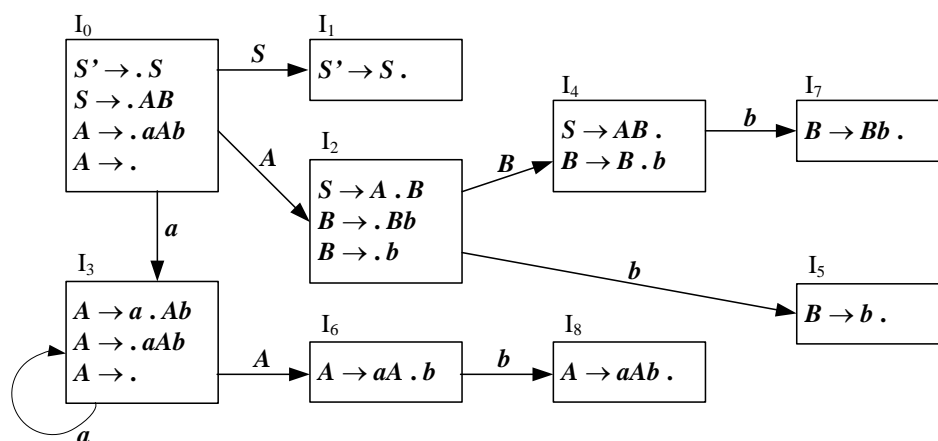 I0
S' → . S
S → . AB
A → . aAb
A → .
S
I1
S' → S .
A
I2
S → A . B
B → . Bb
B → . b
B
I4
S → AB .
B → B . b
b
I7
B → Bb .
b
I5
B → b .
a
I3
A → a . Ab
A → . aAb
A → .
a
A
I6
A → aA . b
b
I8
A → aAb .